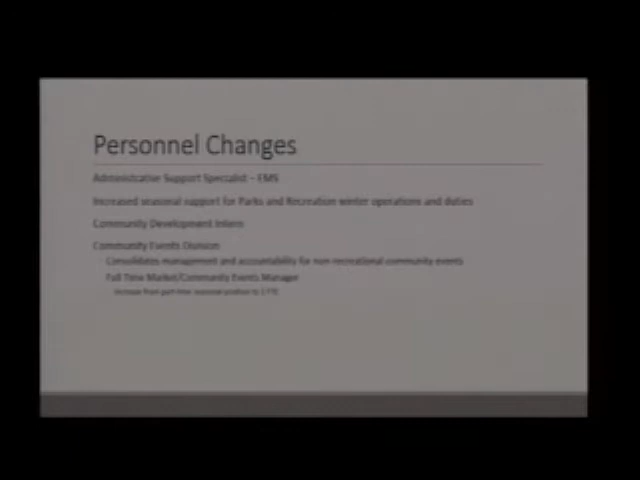 Personnel Changes
Administrative Support Specialist – EMS
Increased seasonal support for Parks and Recreation winter operations and duties
Community Development Intern
Community Events Division
Consolidates management and accountability for non-recreational community events
Full Time Market/Community Events Manager
Increase from part-time seasonal position to 1 FTE